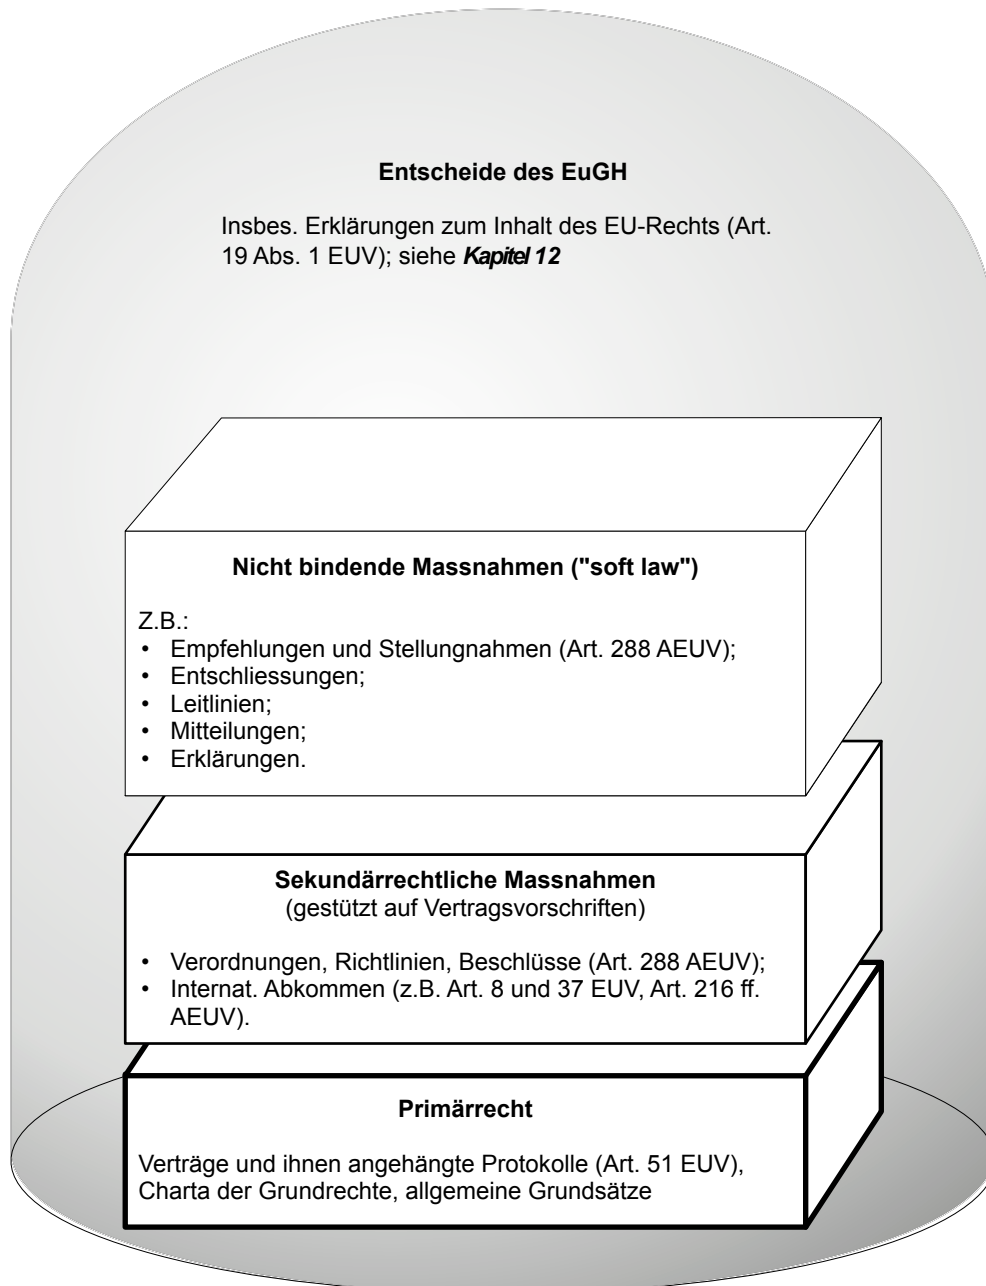 Entscheide des EuGH
Insbes. Erklärungen zum Inhalt des EU-Rechts (Art.
19 Abs. 1 EUV); siehe Kapitel 12
Nicht bindende Massnahmen ("soft law")
Z.B.:
• Empfehlungen und Stellungnahmen (Art. 288 AEUV);
• Entschliessungen;
• Leitlinien;
• Mitteilungen;
• Erklärungen.
Sekundärrechtliche Massnahmen
(gestützt auf Vertragsvorschriften)
• Verordnungen, Richtlinien, Beschlüsse (Art. 288 AEUV);
• Internat. Abkommen (z.B. Art. 8 und 37 EUV, Art. 216 ff.
AEUV).
Primärrecht
Verträge und ihnen angehängte Protokolle (Art. 51 EUV),
Charta der Grundrechte, allgemeine Grundsätze